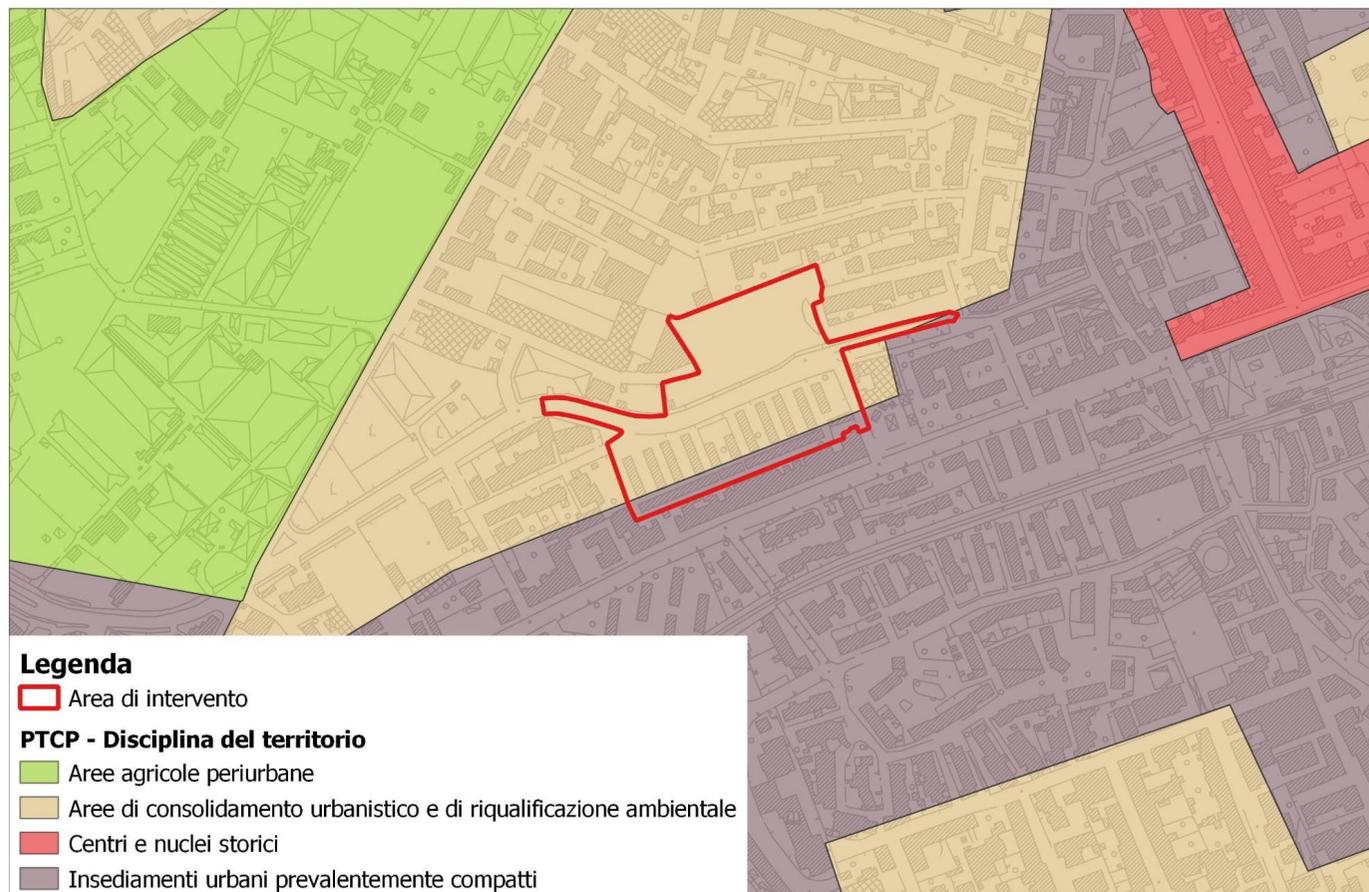 Legenda
Area di intervento
PTCP - Disciplina del territorio
Aree agricole periurbane
Aree di consolidamento urbanistico e di riqualificazione ambientale
Centri e nuclei storici
Insediamenti urbani prevalentemente compatti